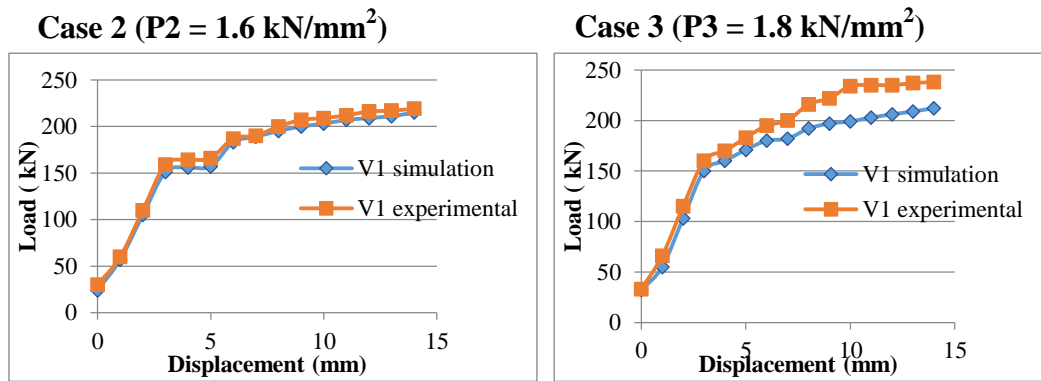 Case 2 (P2 = 1.6 kN/mm²)
250
200
150
100
50
0
Load ( kN)
V1 simulation
V1 experimental
0 5 10 15
Displacement (mm)
Case 3 (P3 = 1.8 kN/mm²)
250
200
150
100
50
0
Load ( kN)
V1 simulation
V1 experimental
0 5 10 15
Displacement (mm)